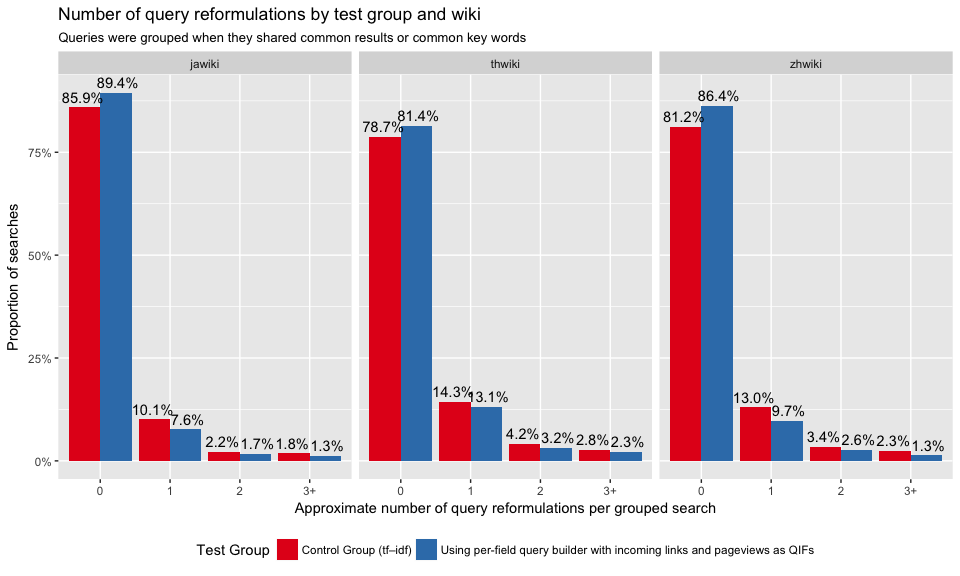 Number of query reformulations by test group and wiki
Queries were grouped when they shared common results or common key words
jawiki
thwiki
zhwiki
Proportion of searches
75%
50%
25%
0%
85.9%
89.4%
10.1%
7.6%
2.2%
1.7%
1.8%
1.3%
78.7%
81.4%
14.3%
13.1%
4.2%
3.2%
2.8%
2.3%
81.2%
86.4%
13.0%
9.7%
3.4%
2.6%
2.3%
1.3%
0 1 2 3+
0 1 2 3+
0 1 2 3+
Approximate number of query reformulations per grouped search
Test Group Control Group (tf–idf) Using per-field query builder with incoming links and pageviews as QIFs